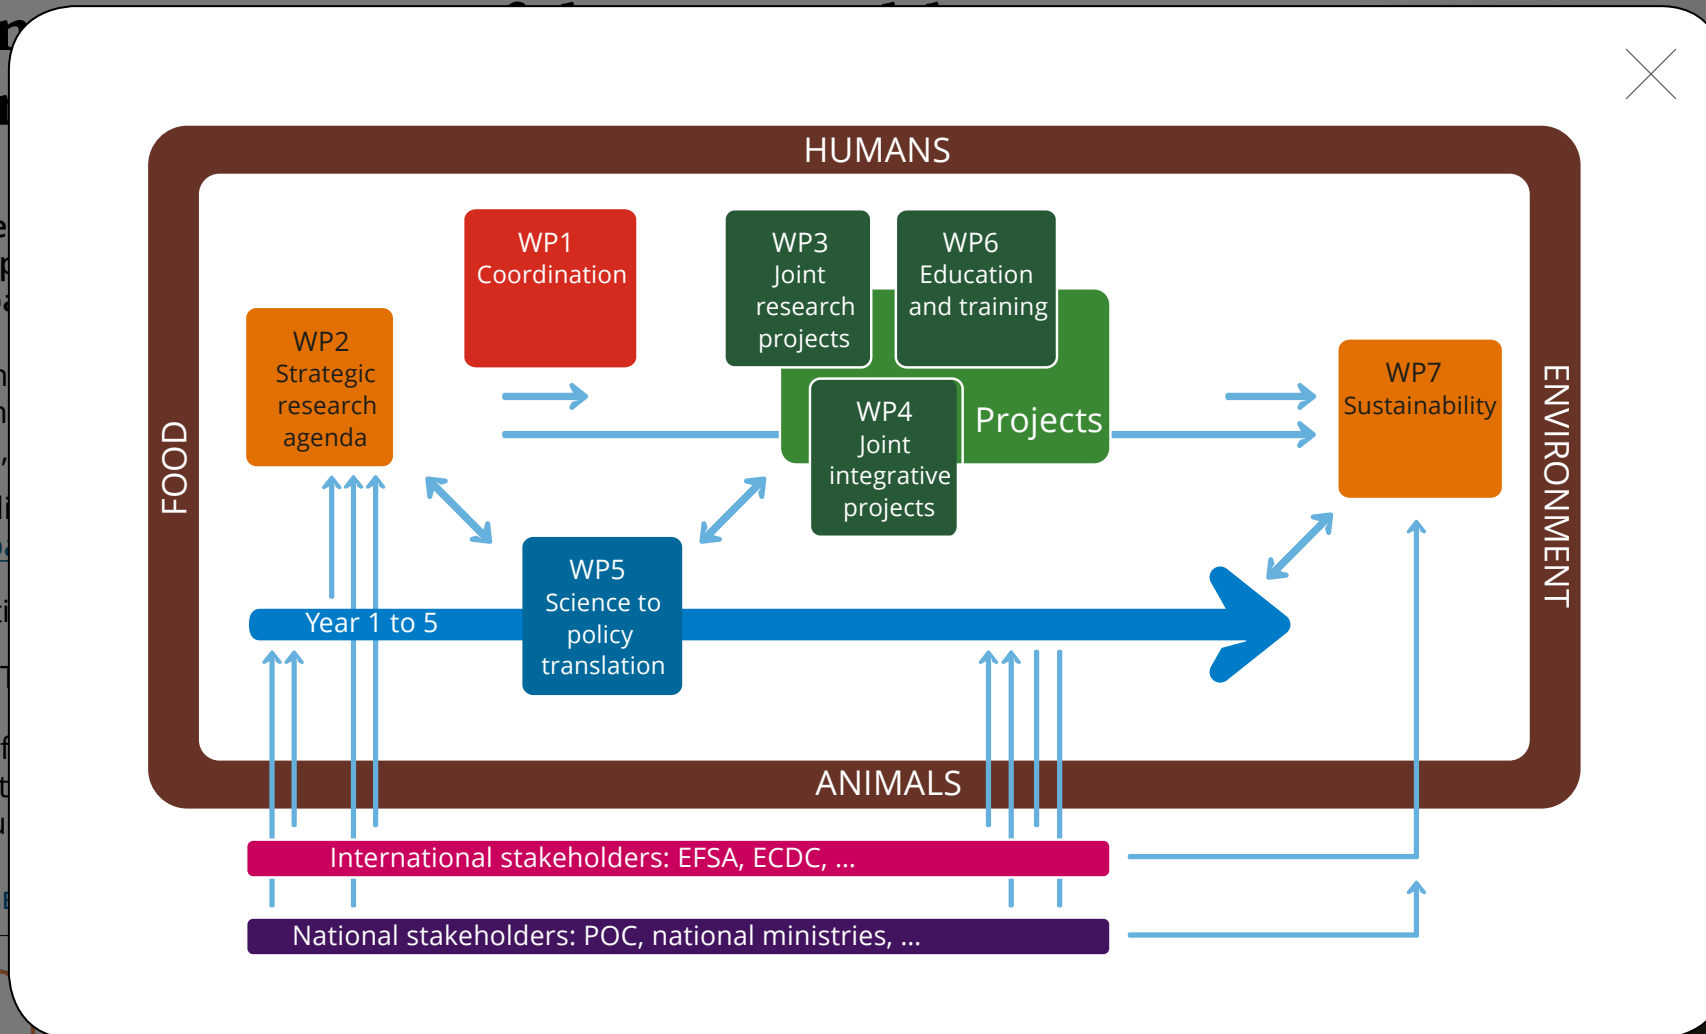 HUMANS
WP1
Coordination
WP3
Joint
research
projects
WP6
Education
and training
WP2
Strategic
research
agenda
WP4
Joint
integrative
projects
Projects
WP7
Sustainability
FOOD
ENVIRONMENT
WP5
Science to
policy
translation
Year 1 to 5
ANIMALS
International stakeholders: EFSA, ECDC, ...
National stakeholders: POC, national ministries, ...